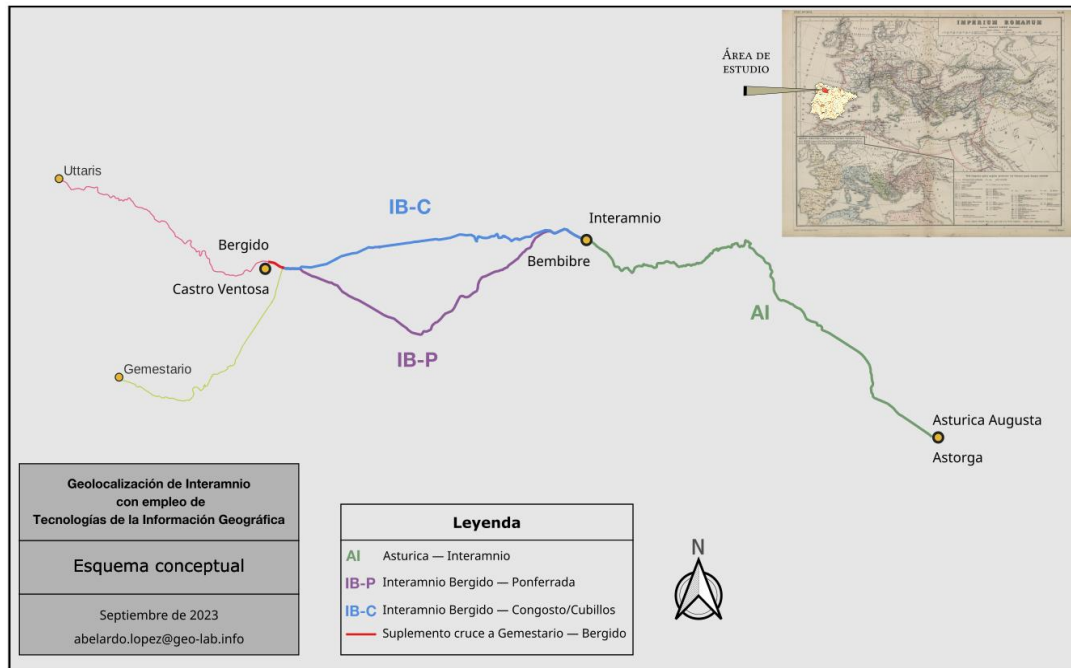 IMPERIUM ROMANUM
ÁREA DE
ESTUDIO
Uttaris
IB-C
Interamnio
Bergido
Bembibre
Castro Ventosa
AI
IB-P
Gemestario
Asturica Augusta
Astorga
Geolocalización de Interamnio
con empleo de
Tecnologías de la Información Geográfica
Esquema conceptual
Septiembre de 2023
abelardo.lopez@geo-lab.info
Leyenda
AI Asturica — Interamnio
IB-P Interamnio Bergido — Ponferrada
IB-C Interamnio Bergido — Congosto/Cubillos
Suplemento cruce a Gemestario — Bergido
N